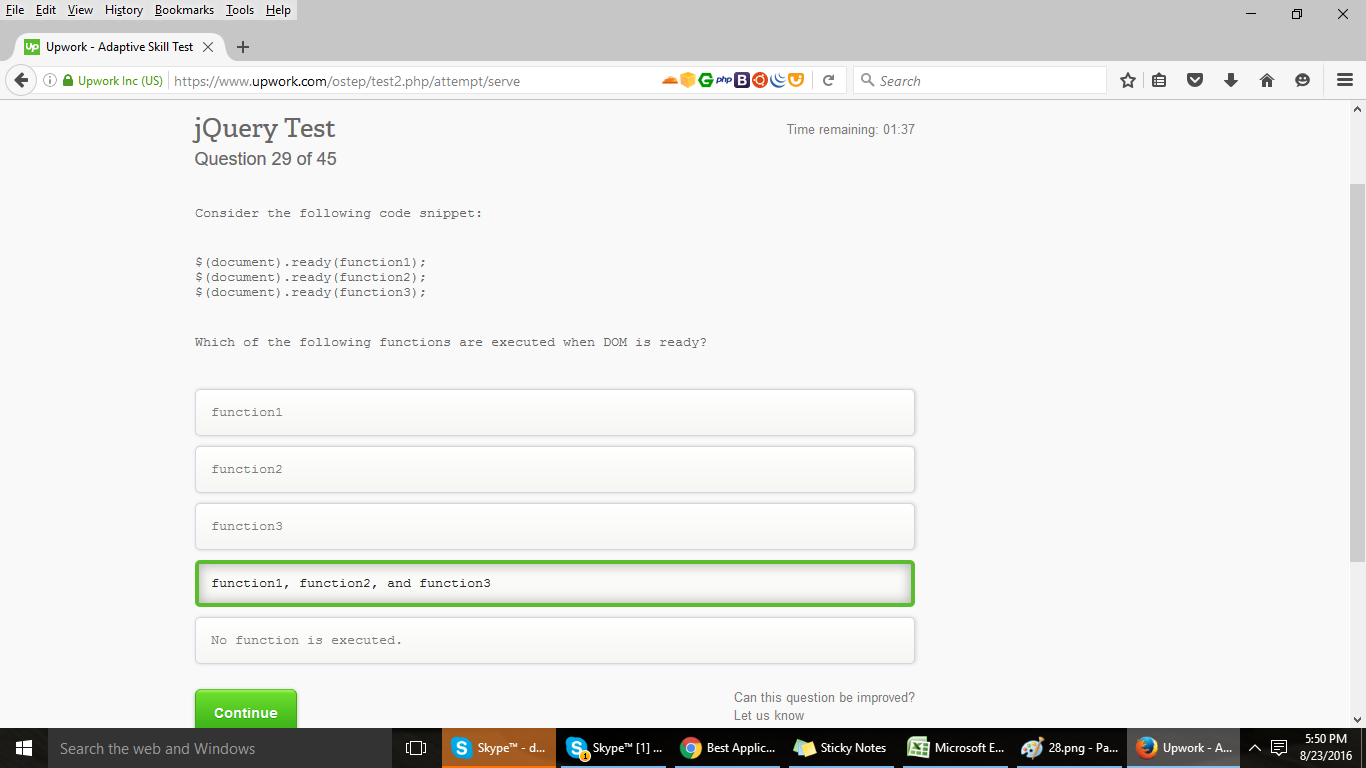 File Edit View History Bookmarks Tools Help
Up Upwork - Adaptive Skill Test
Upwork Inc (US) https://www.upwork.com/ostep/test2.php/attempt/serve php B Search
jQuery Test
Time remaining: 01:37
Question 29 of 45
Consider the following code snippet:
$(document).ready(function1);
$(document).ready(function2);
$(document).ready(function3);
Which of the following functions are executed when DOM is ready?
function1
function2
function3
function1, function2, and function3
No function is executed.
Continue
Can this question be improved?
Let us know
Search the web and Windows
Skype™ - d...
Skype™ [1] ...
1
Best Applic...
Sticky Notes
Microsoft E...
28.png - Pa...
Upwork - A...
5:50 PM
8/23/2016